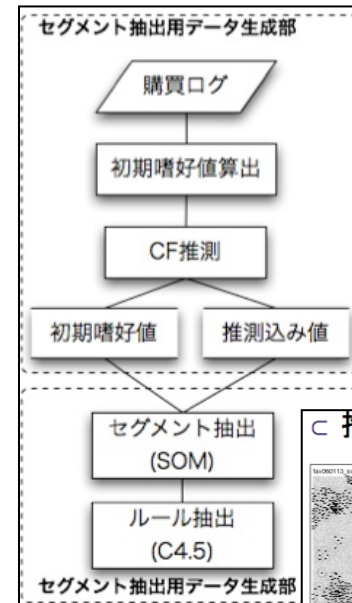 セグメント抽出用データ生成部
購買ログ
初期嗜好値算出
CF推測
初期嗜好値
推測込み値
セグメント抽出
(SOM)
ルール抽出
(C4.5)
セグメント抽出用データ生成部